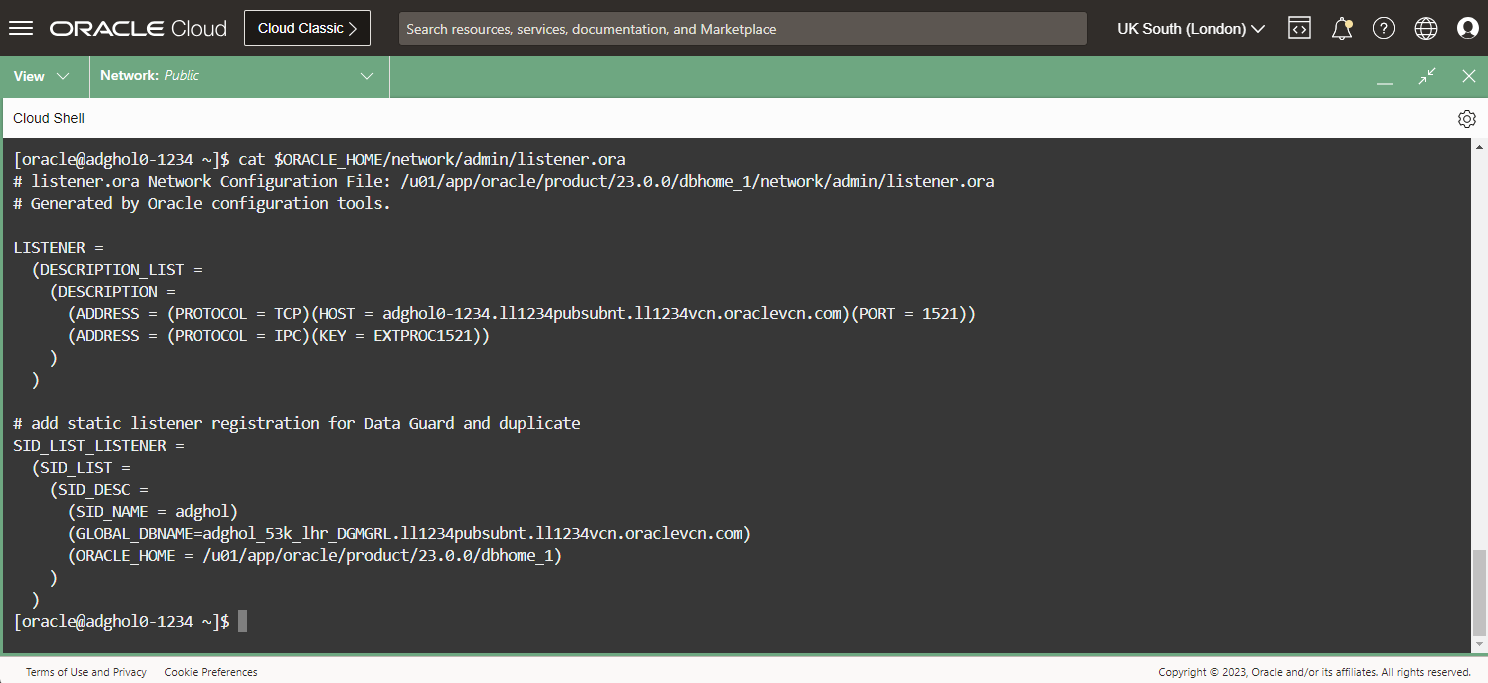 ORACLE Cloud
Cloud Classic
Search resources, services, documentation, and Marketplace
UK South (London)
View
Network: Public
Cloud Shell
[oracle@adghol0-1234 ~]$ cat $ORACLE_HOME/network/admin/listener.ora
# listener.ora Network Configuration File: /u01/app/oracle/product/23.0.0/dbhome_1/network/admin/listener.ora
# Generated by Oracle configuration tools.

LISTENER =
  (DESCRIPTION_LIST =
    (DESCRIPTION =
      (ADDRESS = (PROTOCOL = TCP)(HOST = adghol0-1234.ll1234pubsubnt.ll1234vcn.oraclevcn.com)(PORT = 1521))
      (ADDRESS = (PROTOCOL = IPC)(KEY = EXTPROC1521))
    )
  )

# add static listener registration for Data Guard and duplicate
SID_LIST_LISTENER =
  (SID_LIST =
    (SID_DESC =
      (SID_NAME = adghol)
      (GLOBAL_DBNAME=adghol_53k_lhr_DGMGRL.ll1234pubsubnt.ll1234vcn.oraclevcn.com)
      (ORACLE_HOME = /u01/app/oracle/product/23.0.0/dbhome_1)
    )
  )
[oracle@adghol0-1234 ~]$
Terms of Use and Privacy
Cookie Preferences
Copyright © 2023, Oracle and/or its affiliates. All rights reserved.